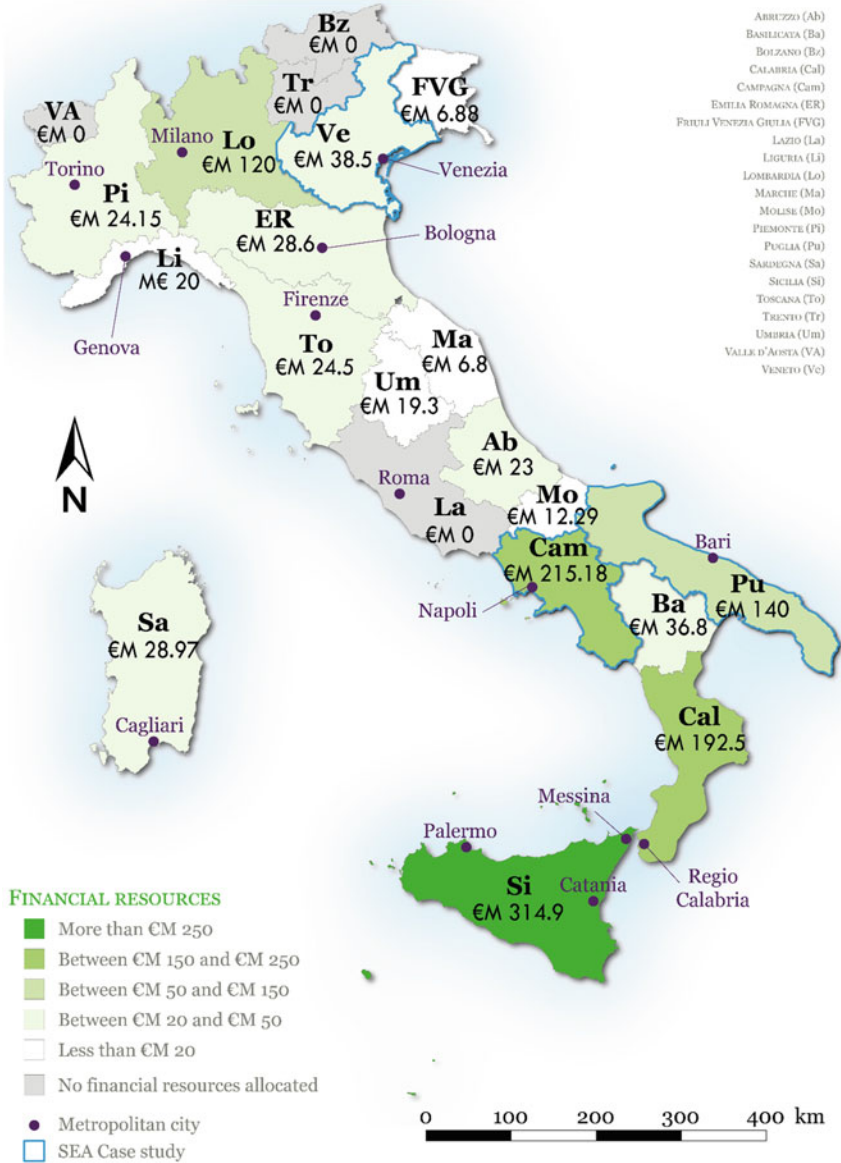 Bz
€M 0
Tr
€M 0
FVG
€M 6.88
VA
€M 0
Milano
Lo
€M 120
Ve
€M 38.5
Venezia
Torino
Pi
€M 24.15
ER
€M 28.6
Bologna
Li
M€ 20
Genova
Firenze
To
€M 24.5
Ma
€M 6.8
Um
€M 19.3
Ab
€M 23
Roma
La
€M 0
Mo
€M 12.29
Cam
€M 215.18
Napoli
Bari
Pu
€M 140
Ba
€M 36.8
Sa
€M 28.97
Cagliari
Cal
€M 192.5
Messina
Palermo
Regio
Calabria
Si
€M 314.9
Catania
N
Abruzzo (Ab)
Basilicata (Ba)
Bolzano (Bz)
Calabria (Cal)
Campagna (Cam)
Emilia Romagna (ER)
Friuli Venezia Giulia (FVG)
Lazio (La)
Liguria (Li)
Lombardia (Lo)
Marche (Ma)
Molise (Mo)
Piemonte (Pi)
Puglia (Pu)
Sardegna (Sa)
Sicilia (Si)
Toscana (To)
Trento (Tr)
Umbria (Um)
Valle d'Aosta (VA)
Veneto (Ve)
Financial resources
More than €M 250
Between €M 150 and €M 250
Between €M 50 and €M 150
Between €M 20 and €M 50
Less than €M 20
No financial resources allocated
Metropolitan city
SEA Case study
0 100 200 300 400 km